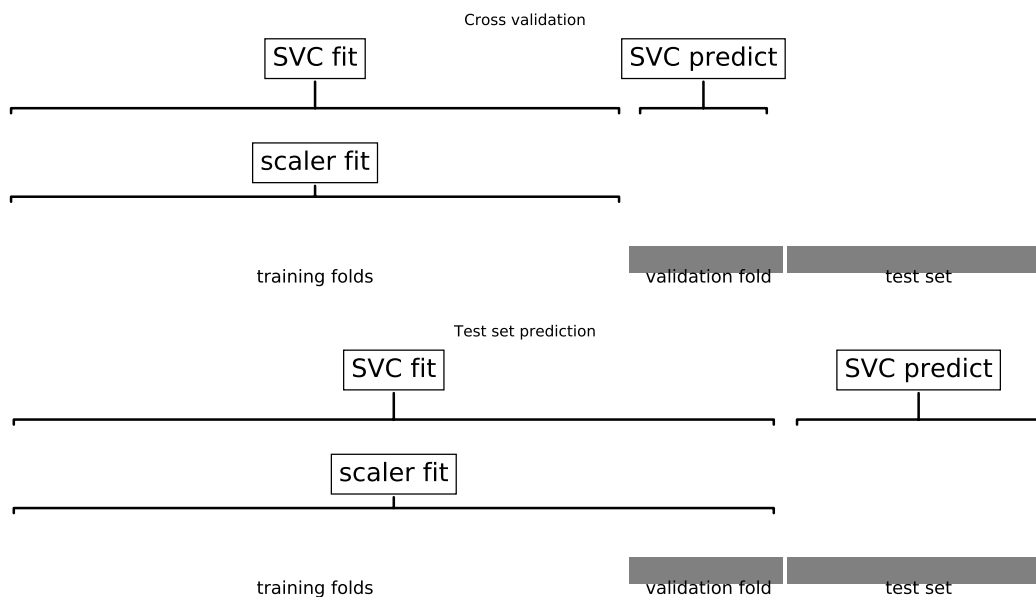 Cross validation
SVC fit
SVC predict
scaler fit
training folds
validation fold
test set
Test set prediction
SVC fit
SVC predict
scaler fit
training folds
validation fold
test set